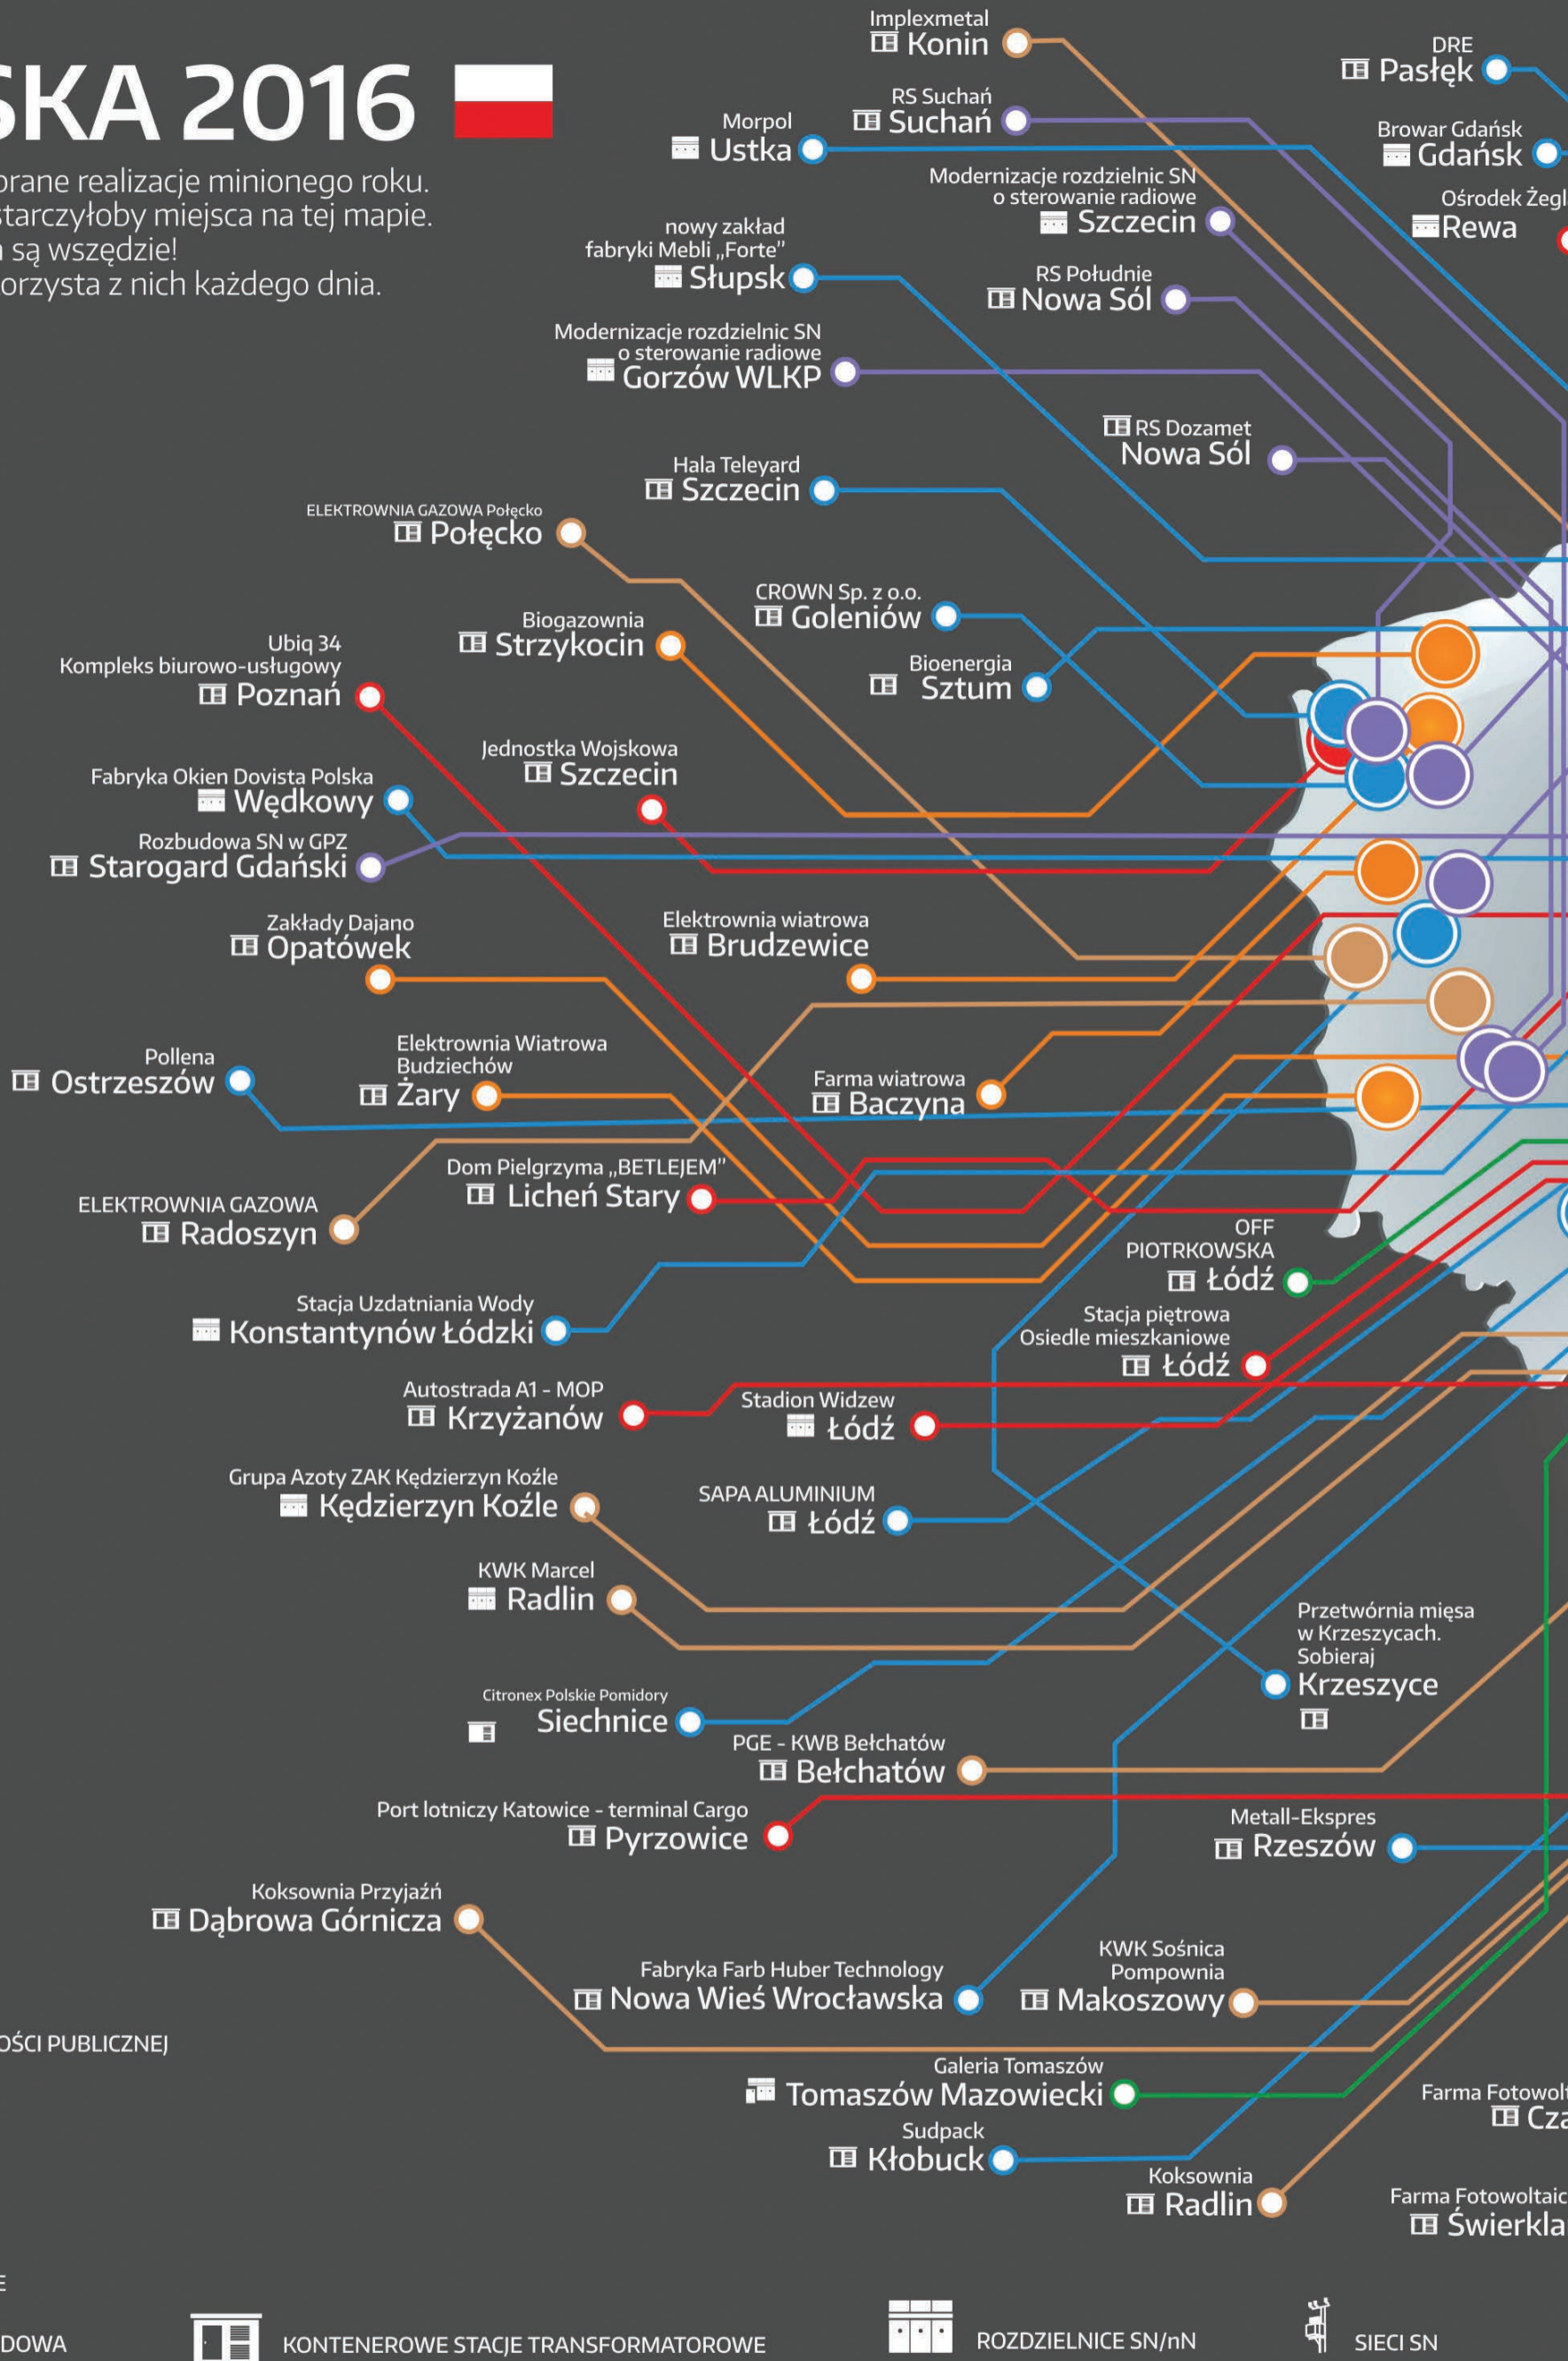 SKA 2016
brane realizacje minionego roku.
starczyłoby miejsca na tej mapie.
są wszędzie!
orzysta z nich każdego dnia.
Implexmetal
Konin
DRE
Pasłęk
RS Suchań
Suchań
Morpol
Ustka
Browar Gdańsk
Gdańsk
Modernizacje rozdzielnic SN
o sterowanie radiowe
Szczecin
Ośrodek Żegl
Rewa
nowy zakład
fabryki Mebli „Forte”
Słupsk
RS Południe
Nowa Sól
Modernizacje rozdzielnic SN
o sterowanie radiowe
Gorzów WLKP
RS Dozamet
Nowa Sól
Hala Teleyard
Szczecin
ELEKTROWNIA GAZOWA Połęcko
Połęcko
CROWN Sp. z o.o.
Goleniów
Biogazownia
Strzykocin
Ubiq 34
Kompleks biurowo-usługowy
Poznań
Bioenergia
Sztum
Jednostka Wojskowa
Szczecin
Fabryka Okien Dovista Polska
Wędkowy
Rozbudowa SN w GPZ
Starogard Gdański
Zakłady Dajano
Opatówek
Elektrownia wiatrowa
Brudzewice
Elektrownia Wiatrowa
Budziechów
Żary
Pollena
Ostrzeszów
Farma wiatrowa
Baczyna
Dom Pielgrzyma „BETLEJEM”
Licheń Stary
ELEKTROWNIA GAZOWA
Radoszyn
OFF
PIOTRKOWSKA
Łódź
Stacja Uzdatniania Wody
Konstantynów Łódzki
Stacja piętrowa
Osiedle mieszkaniowe
Łódź
Autostrada A1 - MOP
Krzyżanów
Stadion Widzew
Łódź
Grupa Azoty ZAK Kędzierzyn Koźle
Kędzierzyn Koźle
SAPA ALUMINIUM
Łódź
KWK Marcel
Radlin
Przetwórnia mięsa
w Krzeszycach.
Sobieraj
Krzeszyce
Citronex Polskie Pomidory
Siechnice
PGE - KWB Bełchatów
Bełchatów
Port lotniczy Katowice - terminal Cargo
Pyrzowice
Metall-Ekspres
Rzeszów
Koksownia Przyjaźń
Dąbrowa Górnicza
Fabryka Farb Huber Technology
Nowa Wieś Wrocławska
KWK Sośnica
Pompownia
Makoszowy
OŚCI PUBLICZNEJ
Galeria Tomaszów
Tomaszów Mazowiecki
Farma Fotowolt
Cza
Sudpack
Kłobuck
Koksownia
Radlin
Farma Fotowoltaic
Świerkla
E
DOWA
KONTENEROWE STACJE TRANSFORMATOROWE
ROZDZIELNICE SN/nN
SIECI SN